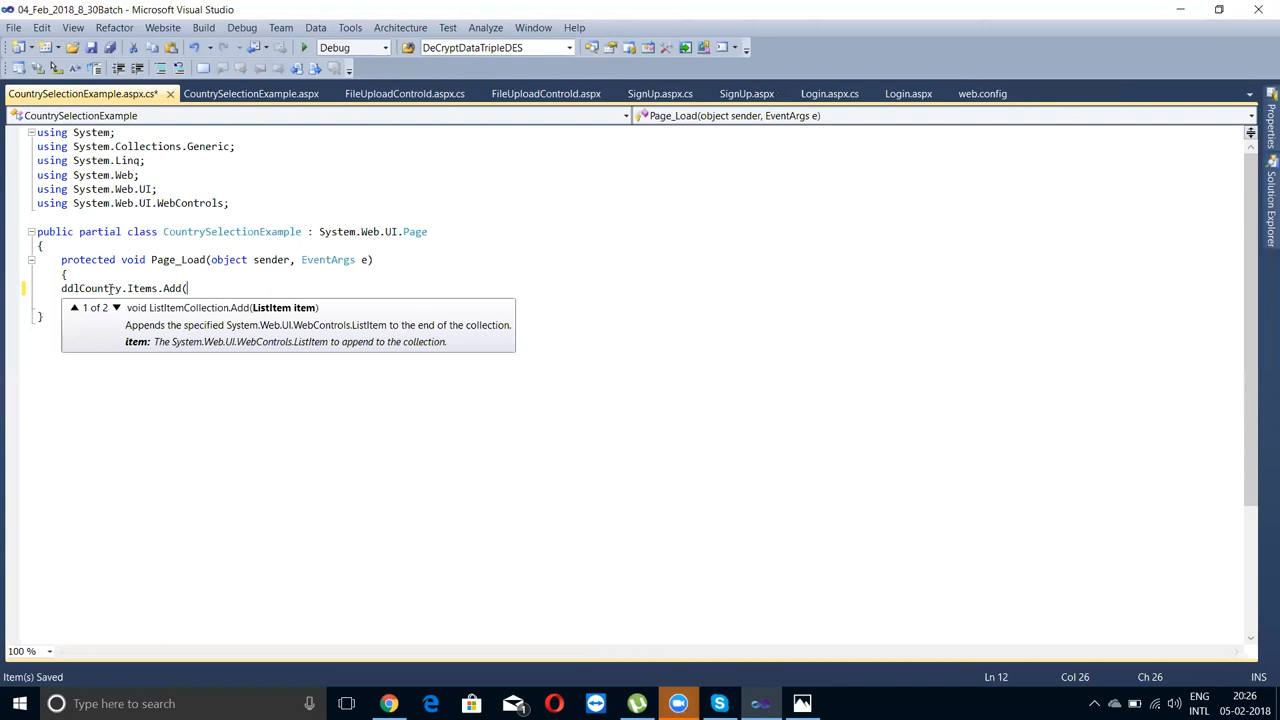 04_Feb_2018_8_30Batch - Microsoft Visual Studio
File Edit View Refactor Website Build Debug Team Data Tools Architecture Test Analyze Window Help
Debug DeCryptDataTripleDES
CountrySelectionExample.aspx.cs* CountrySelectionExample.aspx FileUploadControld.aspx.cs FileUploadControld.aspx SignUp.aspx.cs SignUp.aspx Login.aspx.cs Login.aspx web.config
CountrySelectionExample Page_Load(object sender, EventArgs e)
Properties
Solution Explorer
using System;
using System.Collections.Generic;
using System.Linq;
using System.Web;
using System.Web.UI;
using System.Web.UI.WebControls;
public partial class CountrySelectionExample : System.Web.UI.Page
{
protected void Page_Load(object sender, EventArgs e)
{
ddlCountry.Items.Add(
1 of 2 void ListItemCollection.Add(ListItem item)
Appends the specified System.Web.UI.WebControls.ListItem to the end of the collection.
item: The System.Web.UI.WebControls.ListItem to append to the collection.
}
100 %
Item(s) Saved Ln 12 Col 26 Ch 26 INS
Type here to search
ENG
INTL
20:26
05-02-2018